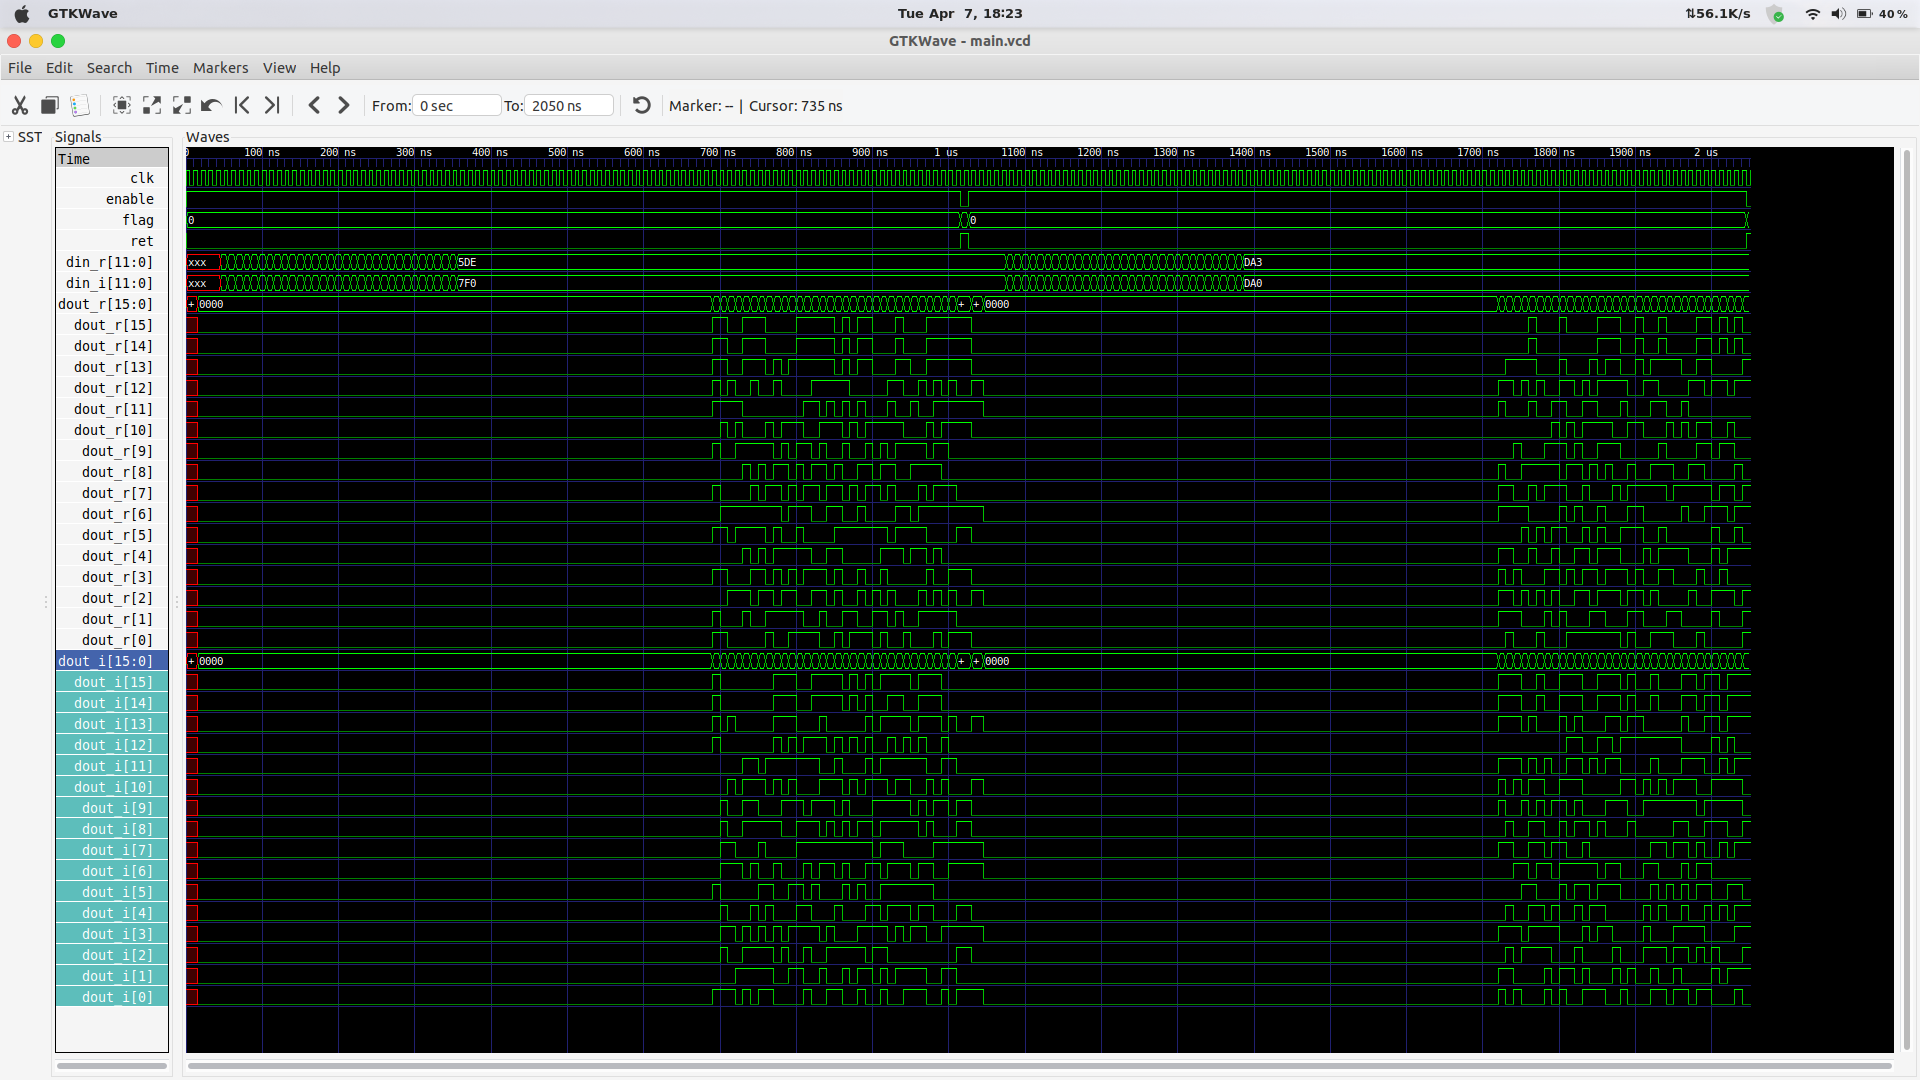 GTKWave Tue Apr 7, 18:23 ⇅56.1K/s 40 %
GTKWave - main.vcd
File Edit Search Time Markers View Help
From: 0 sec To: 2050 ns Marker: -- | Cursor: 735 ns
SST Signals Waves
Time 0 100 ns 200 ns 300 ns 400 ns 500 ns 600 ns 700 ns 800 ns 900 ns 1 us 1100 ns 1200 ns 1300 ns 1400 ns 1500 ns 1600 ns 1700 ns 1800 ns 1900 ns 2 us
clk
enable
flag 0 0
ret
din_r[11:0] xxx 5DE DA3
din_i[11:0] xxx 7F0 DA0
dout_r[15:0] + 0000 + + 0000
dout_r[15]
dout_r[14]
dout_r[13]
dout_r[12]
dout_r[11]
dout_r[10]
dout_r[9]
dout_r[8]
dout_r[7]
dout_r[6]
dout_r[5]
dout_r[4]
dout_r[3]
dout_r[2]
dout_r[1]
dout_r[0]
dout_i[15:0] + 0000 + + 0000
dout_i[15]
dout_i[14]
dout_i[13]
dout_i[12]
dout_i[11]
dout_i[10]
dout_i[9]
dout_i[8]
dout_i[7]
dout_i[6]
dout_i[5]
dout_i[4]
dout_i[3]
dout_i[2]
dout_i[1]
dout_i[0]